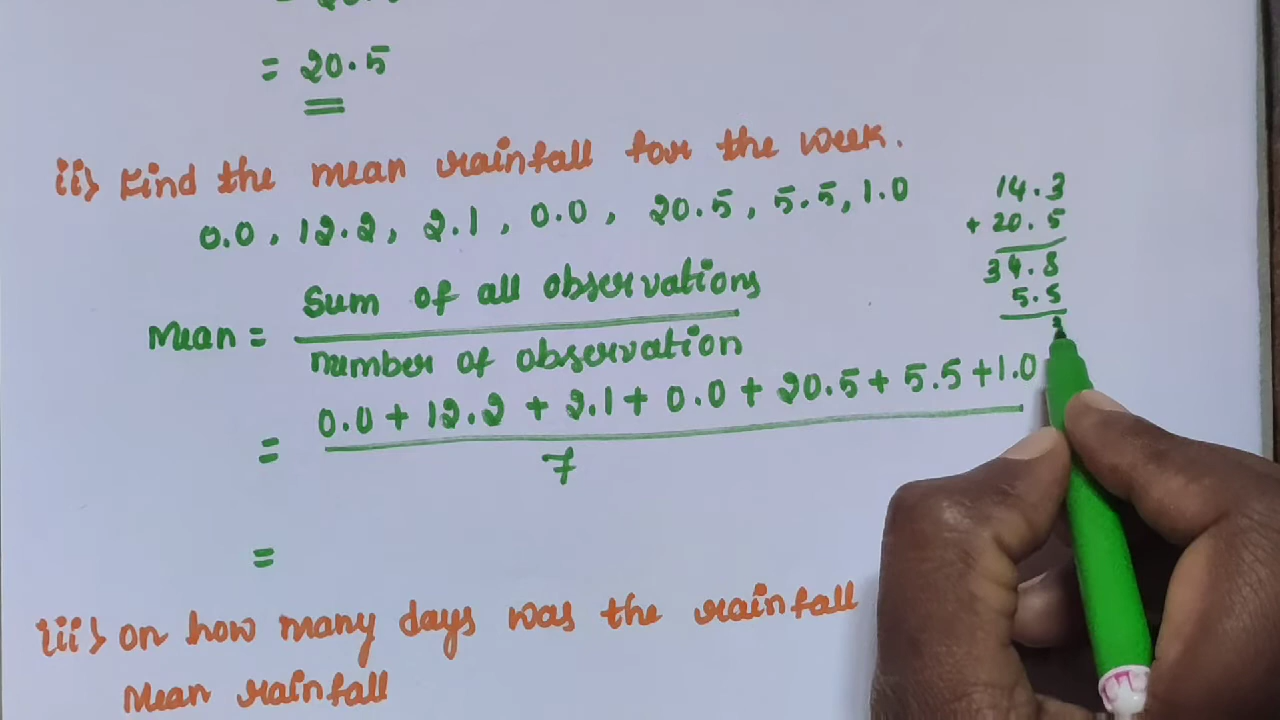 = 20.5
ii) Find the mean rainfall for the week.
0.0, 12.2, 2.1, 0.0, 20.5, 5.5, 1.0
Mean = Sum of all observations
number of observation
= 0.0 + 12.2 + 2.1 + 0.0 + 20.5 + 5.5 + 1.0
7
=
14.3
+ 20.5
34.8
5.5
3
iii) on how many days was the rainfall
Mean rainfall